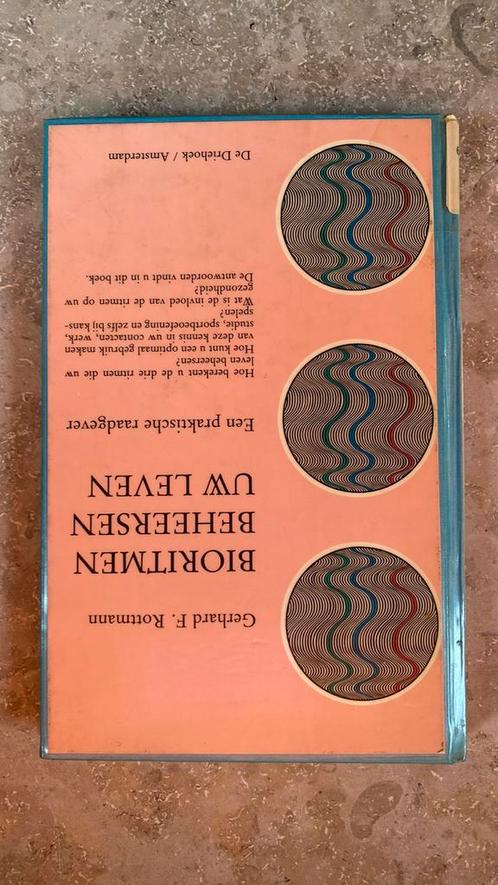 Gerhard F. Rottmann
BIORITMEN
BEHEERSEN
UW LEVEN
Een praktische raadgever
Hoe berekent u de drie ritmen die uw
leven beheersen?
Hoe kunt u een optimaal gebruik maken
van deze kennis in uw contacten, werk,
studie, sportbeoefening en zelfs bij kans-
spelen?
Wat is de invloed van de ritmen op uw
gezondheid?
De antwoorden vindt u in dit boek.
De Driehoek / Amsterdam